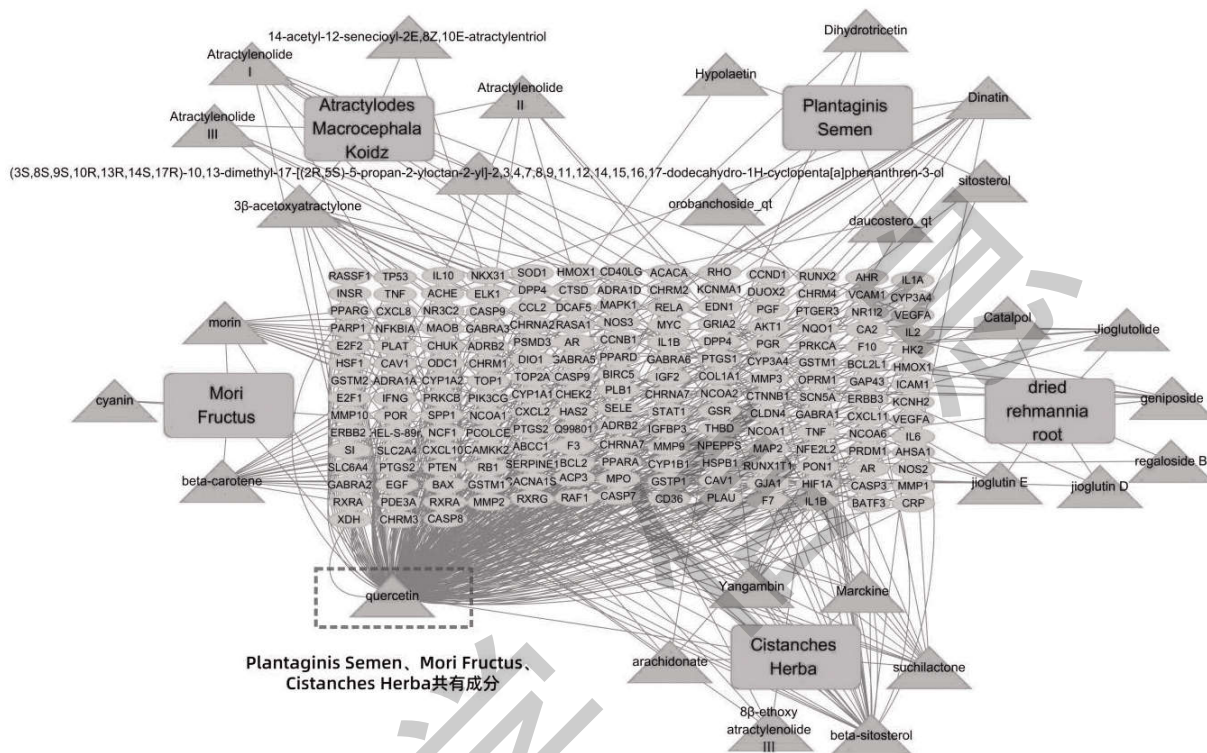 14-acetyl-12-senecioyl-2E,8Z,10E-atractylentriol
Atractylenolide
I
Atractylenolide
II
Atractylenolide
III
Atractylodes
Macrocephala
Koidz
Dihydrotricetin
Hypolaetin
Plantaginis
Semen
Dinatin
(3S,8S,9S,10R,13R,14S,17R)-10,13-dimethyl-17-[(2R,5S)-5-propan-2-yloctan-2-yl]-2,3,4,7,8,9,11,12,14,15,16,17-dodecahydro-1H-cyclopenta[a]phenanthren-3-ol
sitosterol
3β-acetoxyatractylone
orobanchoside_qt
daucostero_qt
RASSF1 TP53 IL10 NKX31 SOD1 HMOX1 CD40LG ACACA RHO CCND1 RUNX2 AHR IL1A
INSR TNF ACHE ELK1 DPP4 CTSD ADRA1D CHRM2 KCNMA1 DUOX2 CHRM4 VCAM1 CYP3A4
PPARG CXCL8 NR3C2 CASP9 CCL2 DCAF5 MAPK1 RELA EDN1 PGF PTGER3 NR1I2 VEGFA
PARP1 NFKBIA MAOB GABRA3 CHRNA2 RASA1 NOS3 MYC GRIA2 AKT1 NQO1 CA2 IL2
E2F2 PLAT CHUK ADRB2 PSMD3 AR CCNB1 IL1B DPP4 PGR PRKCA F10 HK2
HSF1 CAV1 ODC1 CHRM1 DIO1 GABRA5 PPARD GABRA6 PTGS1 CYP3A4 GSTM1 BCL2L1 HMOX1
GSTM2 ADRA1A CYP1A2 TOP1 TOP2A CASP9 BIRC5 IGF2 COL1A1 MMP3 OPRM1 GAP43 ICAM1
E2F1 IFNG PRKCB PIK3CG CYP1A1 CHEK2 PLB1 CHRNA7 NCOA2 CTNNB1 SCN5A ERBB3 KCNH2
MMP10 POR SPP1 NCOA1 CXCL2 HAS2 SELE STAT1 GSR CLDN4 GABRA1 CXCL11 VEGFA
ERBB2 HEL-S-89n NCF1 PCOLCE PTGS2 Q99801 ADRB2 IGFBP3 THBD NCOA1 TNF NCOA6 IL6
SI SLC2A4 CXCL10 CAMKK2 ABCC1 F3 CHRNA7 MMP9 NPEPPS MAP2 NFE2L2 PRDM1 AHSA1
SLC6A4 PTGS2 PTEN RB1 SERPINE1 BCL2 PPARA CYP1B1 HSPB1 RUNX1T1 PON1 AR NOS2
GABRA2 EGF BAX GSTM1 CACNA1S ACP3 MPO GSTP1 CAV1 GJA1 HIF1A CASP3 MMP1
RXRA PDE3A RXRA MMP2 RXRG RAF1 CASP7 CD36 PLAU F7 IL1B BATF3 CRP
XDH CHRM3 CASP8
morin
cyanin
Mori
Fructus
beta-carotene
Catalpol
Jioglutolide
dried
rehmannia
root
geniposide
regaloside B
jioglutin E
jioglutin D
quercetin
Plantaginis Semen、Mori Fructus、
Cistanches Herba共有成分
Yangambin
Marckine
arachidonate
Cistanches
Herba
suchilactone
8β-ethoxy
atractylenolide
III
beta-sitosterol